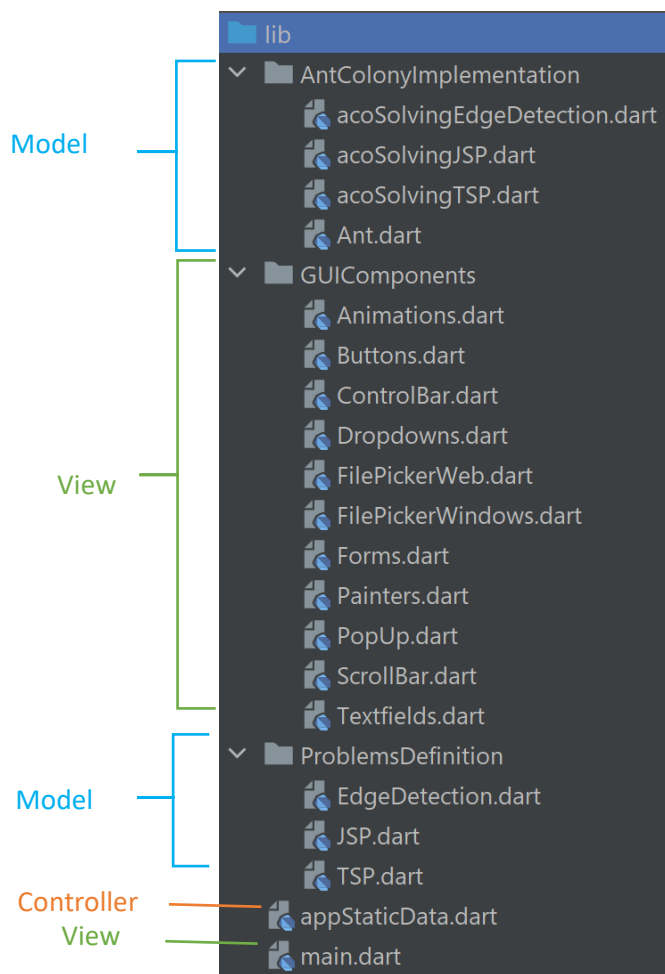 lib
Model
AntColonyImplementation
acoSolvingEdgeDetection.dart
acoSolvingJSP.dart
acoSolvingTSP.dart
Ant.dart
View
GUIComponents
Animations.dart
Buttons.dart
ControlBar.dart
Dropdowns.dart
FilePickerWeb.dart
FilePickerWindows.dart
Forms.dart
Painters.dart
PopUp.dart
ScrollBar.dart
Textfields.dart
Model
ProblemsDefinition
EdgeDetection.dart
JSP.dart
TSP.dart
Controller
appStaticData.dart
View
main.dart